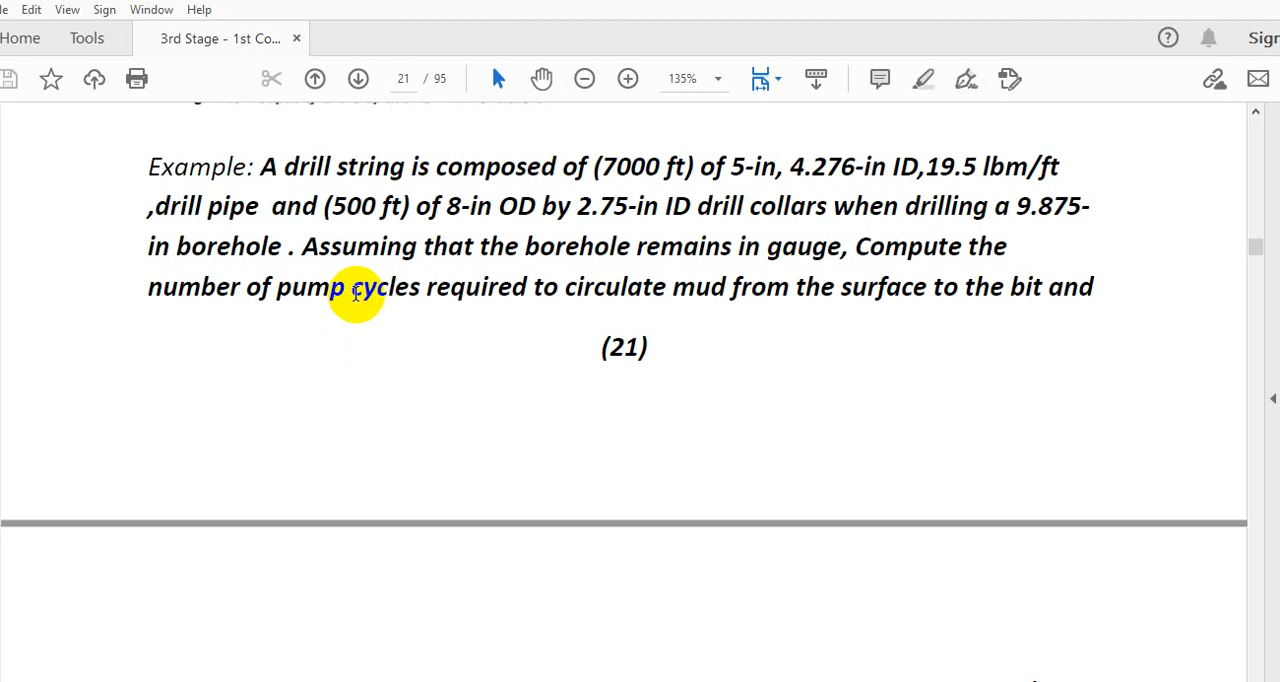 Edit View Sign Window Help
Home Tools 3rd Stage - 1st Co... ×
21 / 95 135%
Example: A drill string is composed of (7000 ft) of 5-in, 4.276-in ID,19.5 lbm/ft
,drill pipe and (500 ft) of 8-in OD by 2.75-in ID drill collars when drilling a 9.875-
in borehole . Assuming that the borehole remains in gauge, Compute the
number of pump cycles required to circulate mud from the surface to the bit and
(21)